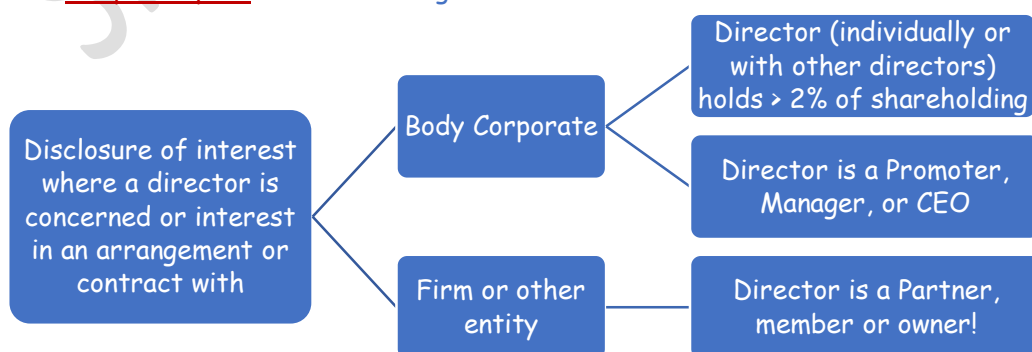 Disclosure of interest
where a director is
concerned or interest
in an arrangement or
contract with
Body Corporate
Director (individually or
with other directors)
holds > 2% of shareholding
Director is a Promoter,
Manager, or CEO
Firm or other
entity
Director is a Partner,
member or owner!